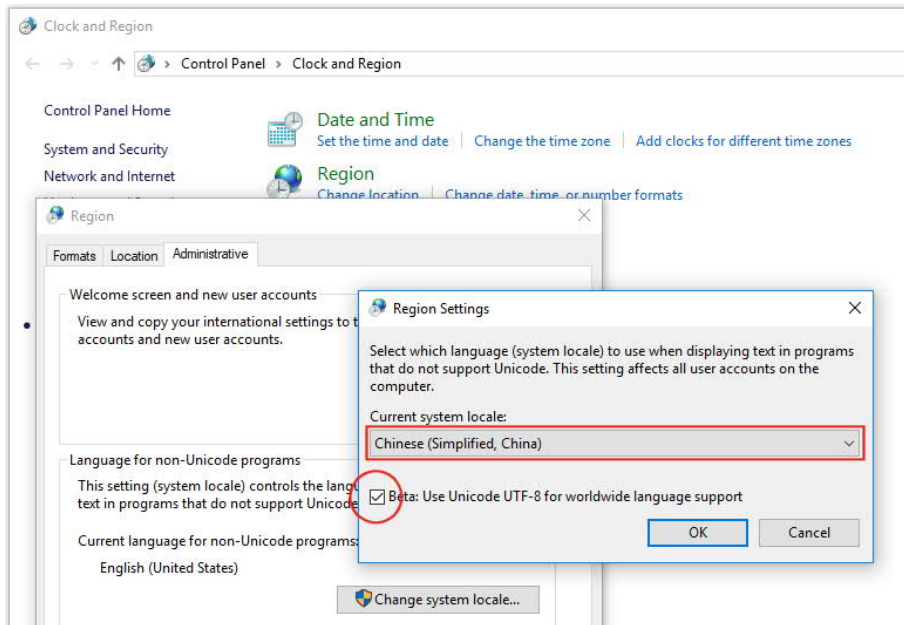 Clock and Region
Control Panel > Clock and Region
Control Panel Home
System and Security
Network and Internet
Date and Time
Set the time and date | Change the time zone | Add clocks for different time zones
Region
Change location | Change date, time, or number formats
Region
Formats Location Administrative
Welcome screen and new user accounts
View and copy your international settings to
accounts and new user accounts.
Language for non-Unicode programs
This setting (system locale) controls the
text in programs that do not support Unicode
Current language for non-Unicode programs:
English (United States)
Change system locale...
Region Settings
Select which language (system locale) to use when displaying text in programs
that do not support Unicode. This setting affects all user accounts on the
computer.
Current system locale:
Chinese (Simplified, China)
Beta: Use Unicode UTF-8 for worldwide language support
OK Cancel